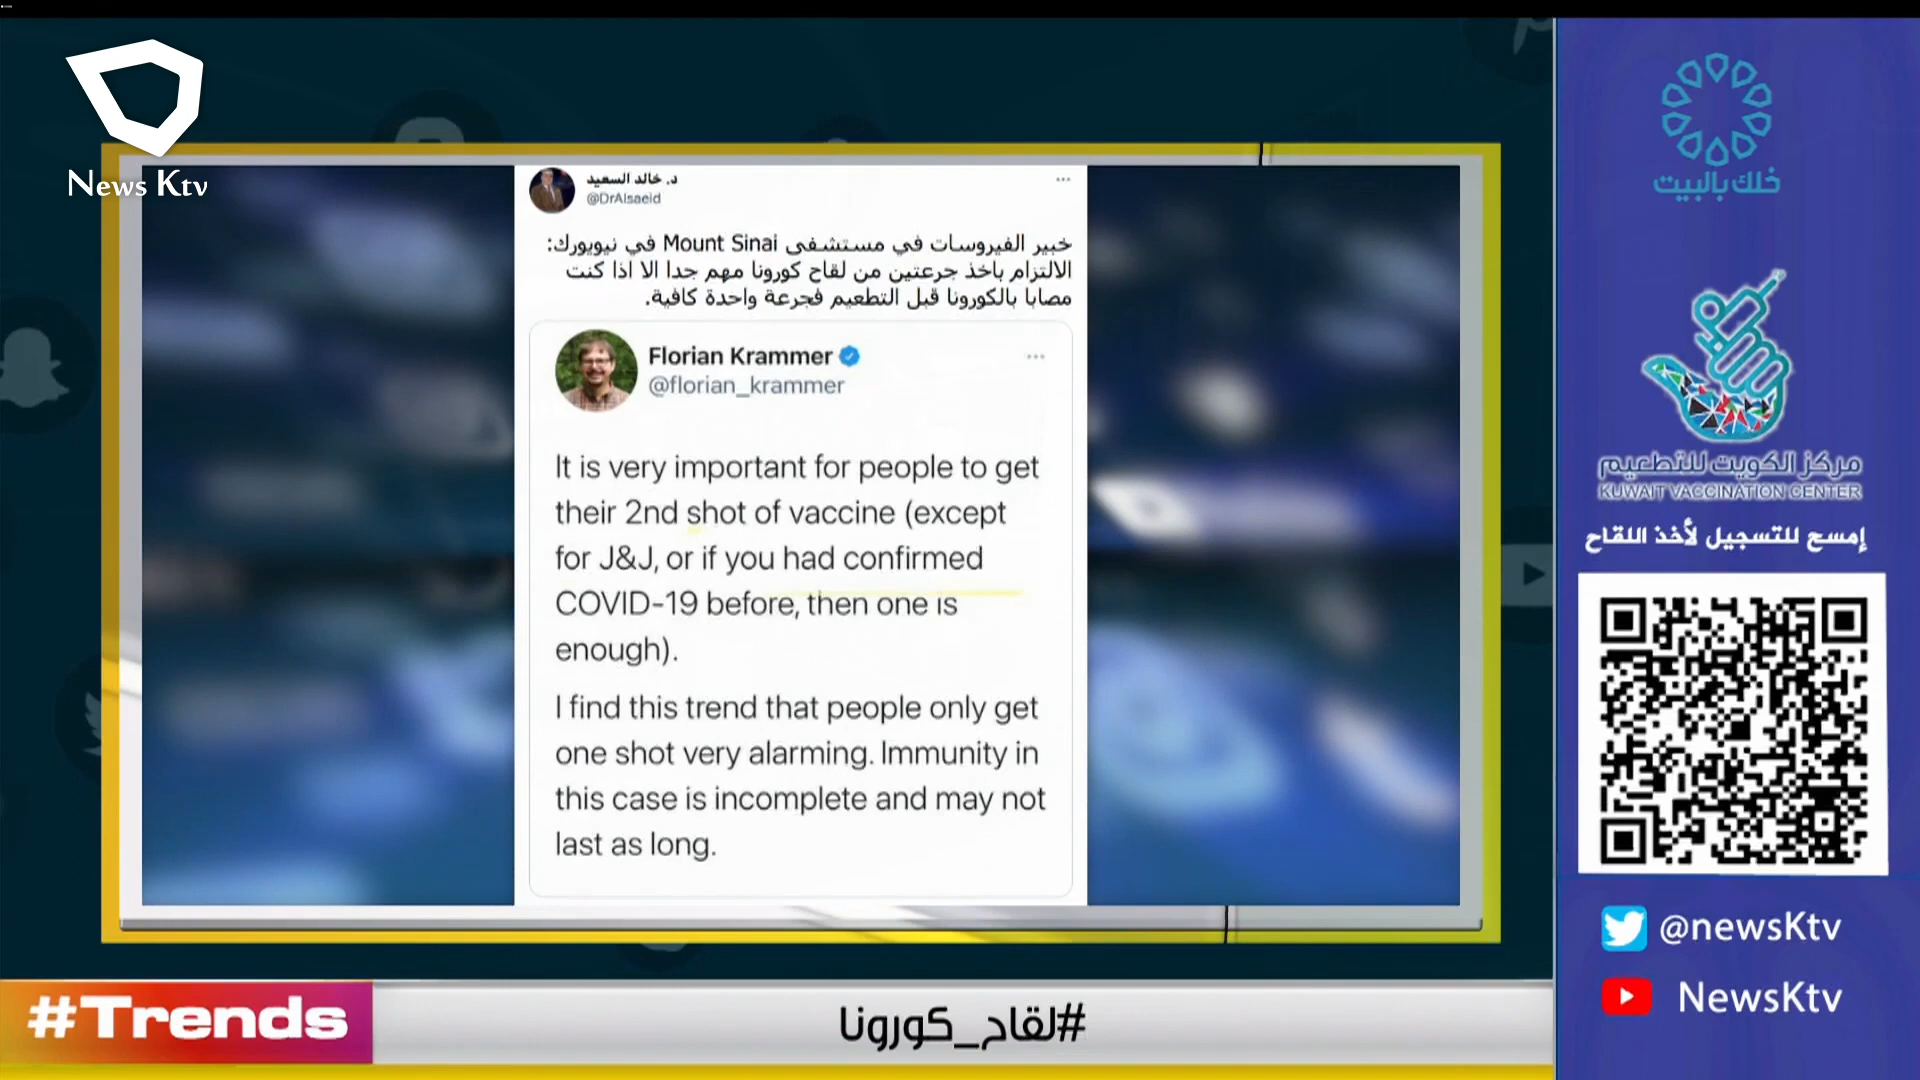 News Ktv
د. خالد السعيد
@DrAlsaeid
خبير الفيروسات في مستشفى Mount Sinai في نيويورك:
الالتزام باخذ جرعتين من لقاح كورونا مهم جدا الا اذا كنت
مصابا بالكورونا قبل التطعيم فجرعة واحدة كافية.
Florian Krammer
@florian_krammer
It is very important for people to get
their 2nd shot of vaccine (except
for J&J, or if you had confirmed
COVID-19 before, then one is
enough).
I find this trend that people only get
one shot very alarming. Immunity in
this case is incomplete and may not
last as long.
خلك بالبيت
مركز الكويت للتطعيم
KUWAIT VACCINATION CENTER
إمسح للتسجيل لأخذ اللقاح
@newsKtv
NewsKtv
#Trends
#لقاح_كورونا